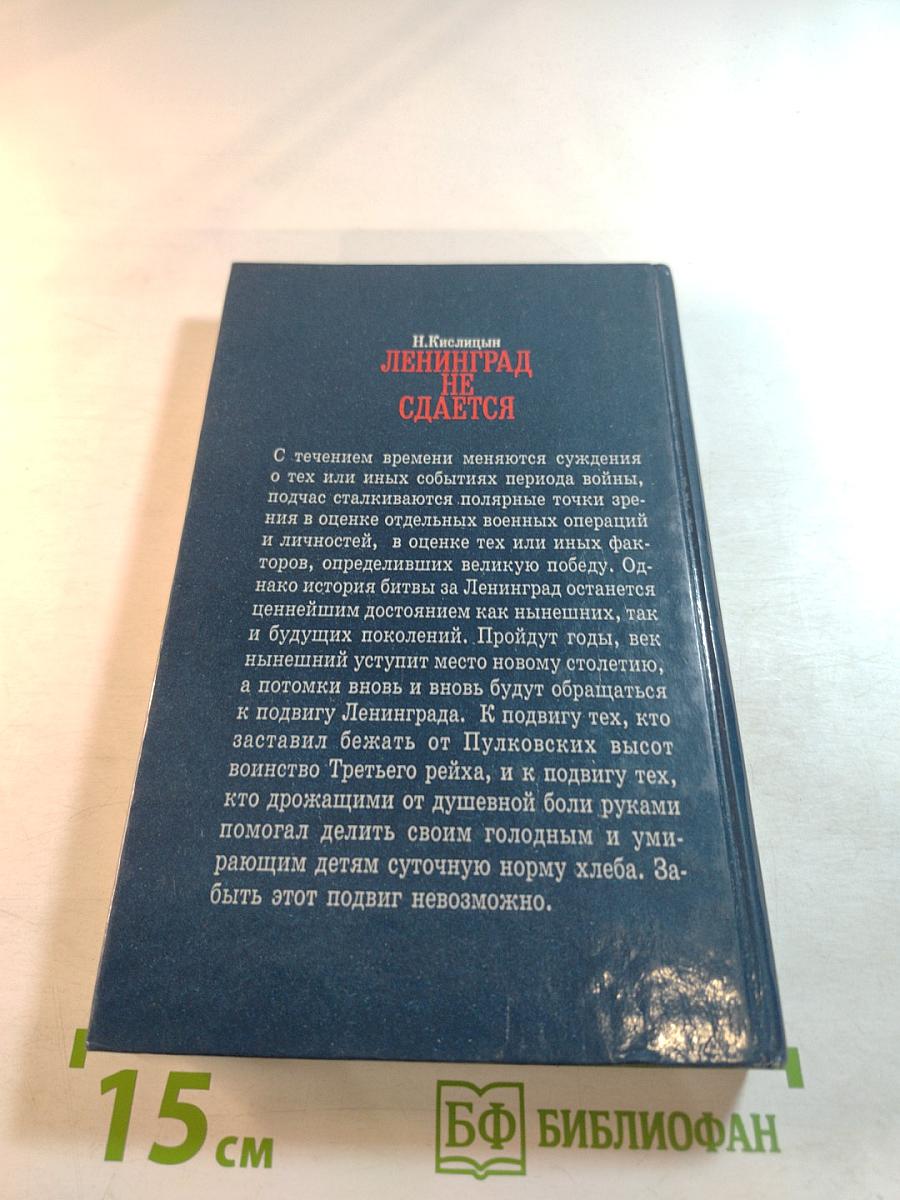 Н.Кислицын
ЛЕНИНГРАД
НЕ
СДАЕТСЯ
С течением времени меняются суждения
о тех или иных событиях периода войны,
подчас сталкиваются полярные точки зре-
ния в оценке отдельных военных операций
и личностей, в оценке тех или иных фак-
торов, определивших великую победу. Од-
нако история битвы за Ленинград останется
ценнейшим достоянием как нынешних, так
и будущих поколений. Пройдут годы, век
нынешний уступит место новому столетию,
а потомки вновь и вновь будут обращаться
к подвигу Ленинграда. К подвигу тех, кто
заставил бежать от Пулковских высот
воинство Третьего рейха, и к подвигу тех,
кто дрожащими от душевной боли руками
помогал делить своим голодным и уми-
рающим детям суточную норму хлеба. За-
быть этот подвиг невозможно.
15 см
БФ БИБЛИОФАН